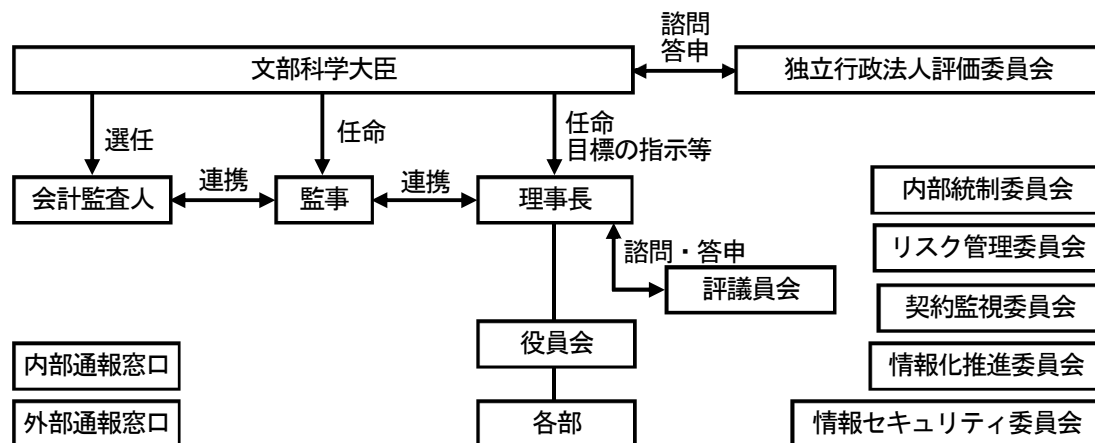 諮問
答申
文部科学大臣
独立行政法人評価委員会
選任
任命
任命
目標の指示等
会計監査人
連携
監事
連携
理事長
内部統制委員会
リスク管理委員会
諮問・答申
評議員会
契約監視委員会
役員会
内部通報窓口
情報化推進委員会
外部通報窓口
各部
情報セキュリティ委員会